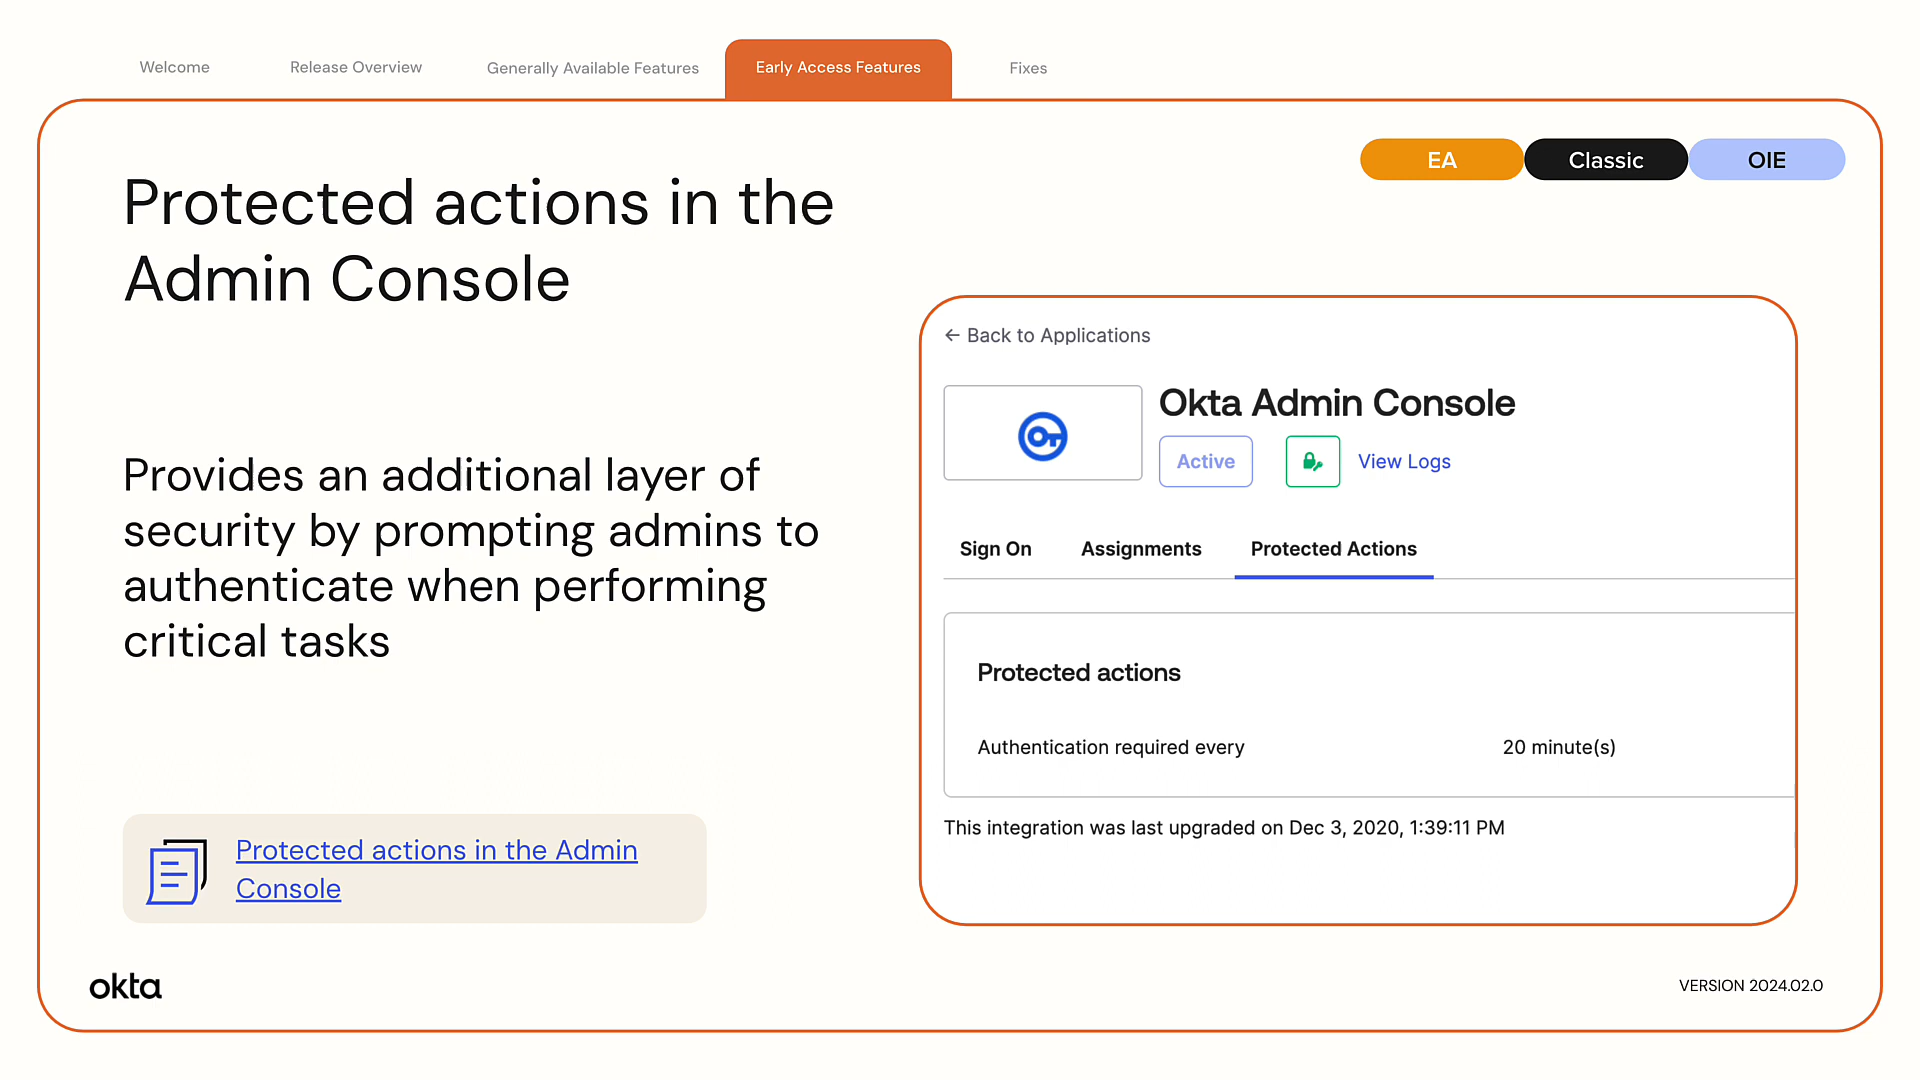 Welcome
Release Overview
Generally Available Features
Early Access Features
Fixes
EA
Classic
OIE
Protected actions in the
Admin Console
Provides an additional layer of
security by prompting admins to
authenticate when performing
critical tasks
Protected actions in the Admin
Console
← Back to Applications
Okta Admin Console
Active
View Logs
Sign On
Assignments
Protected Actions
Protected actions
Authentication required every
20 minute(s)
This integration was last upgraded on Dec 3, 2020, 1:39:11 PM
okta
VERSION 2024.02.0